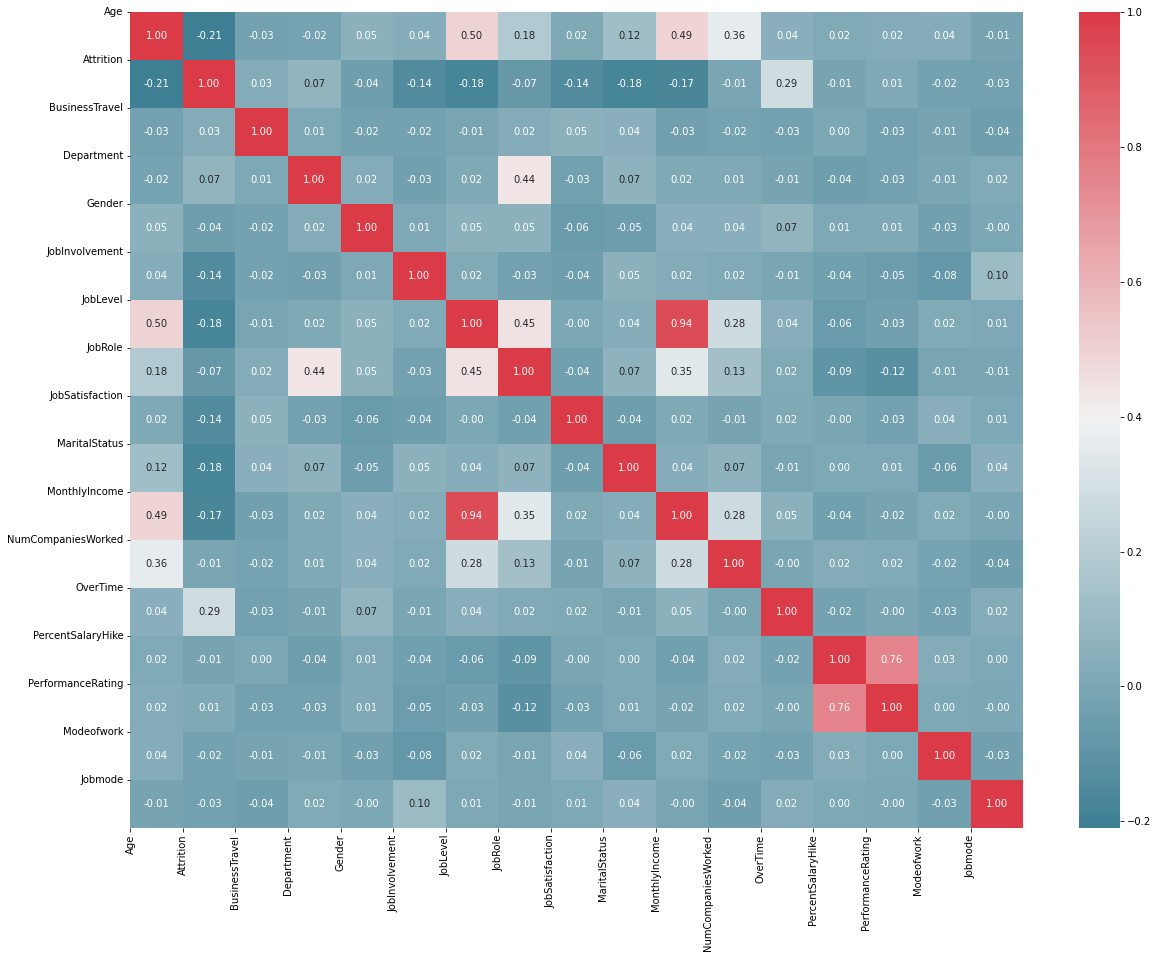 Age
1.00 -0.21 -0.03 -0.02 0.05 0.04 0.50 0.18 0.02 0.12 0.49 0.36 0.04 0.02 0.02 0.04 -0.01
Attrition
-0.21 1.00 0.03 0.07 -0.04 -0.14 -0.18 -0.07 -0.14 -0.18 -0.17 -0.01 0.29 -0.01 0.01 -0.02 -0.03
BusinessTravel
-0.03 0.03 1.00 0.01 -0.02 -0.02 -0.01 0.02 0.05 0.04 -0.03 -0.02 -0.03 0.00 -0.03 -0.01 -0.04
Department
-0.02 0.07 0.01 1.00 0.02 -0.03 0.02 0.44 -0.03 0.07 0.02 0.01 -0.01 -0.04 -0.03 -0.01 0.02
Gender
0.05 -0.04 -0.02 0.02 1.00 0.01 0.05 0.05 -0.06 -0.05 0.04 0.04 0.07 0.01 0.01 -0.03 -0.00
JobInvolvement
0.04 -0.14 -0.02 -0.03 0.01 1.00 0.02 -0.03 -0.04 0.05 0.02 0.02 -0.01 -0.04 -0.05 -0.08 0.10
JobLevel
0.50 -0.18 -0.01 0.02 0.05 0.02 1.00 0.45 -0.00 0.04 0.94 0.28 0.04 -0.06 -0.03 0.02 0.01
JobRole
0.18 -0.07 0.02 0.44 0.05 -0.03 0.45 1.00 -0.04 0.07 0.35 0.13 0.02 -0.09 -0.12 -0.01 -0.01
JobSatisfaction
0.02 -0.14 0.05 -0.03 -0.06 -0.04 -0.00 -0.04 1.00 -0.04 0.02 -0.01 0.02 -0.00 -0.03 0.04 0.01
MaritalStatus
0.12 -0.18 0.04 0.07 -0.05 0.05 0.04 0.07 -0.04 1.00 0.04 0.07 -0.01 0.00 0.01 -0.06 0.04
MonthlyIncome
0.49 -0.17 -0.03 0.02 0.04 0.02 0.94 0.35 0.02 0.04 1.00 0.28 0.05 -0.04 -0.02 0.02 -0.00
NumCompaniesWorked
0.36 -0.01 -0.02 0.01 0.04 0.02 0.28 0.13 -0.01 0.07 0.28 1.00 -0.00 0.02 0.02 -0.02 -0.04
OverTime
0.04 0.29 -0.03 -0.01 0.07 -0.01 0.04 0.02 0.02 -0.01 0.05 -0.00 1.00 -0.02 -0.00 -0.03 0.02
PercentSalaryHike
0.02 -0.01 0.00 -0.04 0.01 -0.04 -0.06 -0.09 -0.00 0.00 -0.04 0.02 -0.02 1.00 0.76 0.03 0.00
PerformanceRating
0.02 0.01 -0.03 -0.03 0.01 -0.05 -0.03 -0.12 -0.03 0.01 -0.02 0.02 -0.00 0.76 1.00 0.00 -0.00
Modeofwork
0.04 -0.02 -0.01 -0.01 -0.03 -0.08 0.02 -0.01 0.04 -0.06 0.02 -0.02 -0.03 0.03 0.00 1.00 -0.03
Jobmode
-0.01 -0.03 -0.04 0.02 -0.00 0.10 0.01 -0.01 0.01 0.04 -0.00 -0.04 0.02 0.00 -0.00 -0.03 1.00
Age
Attrition
BusinessTravel
Department
Gender
JobInvolvement
JobLevel
JobRole
JobSatisfaction
MaritalStatus
MonthlyIncome
NumCompaniesWorked
OverTime
PercentSalaryHike
PerformanceRating
Modeofwork
Jobmode
1.0
0.8
0.6
0.4
0.2
0.0
−0.2